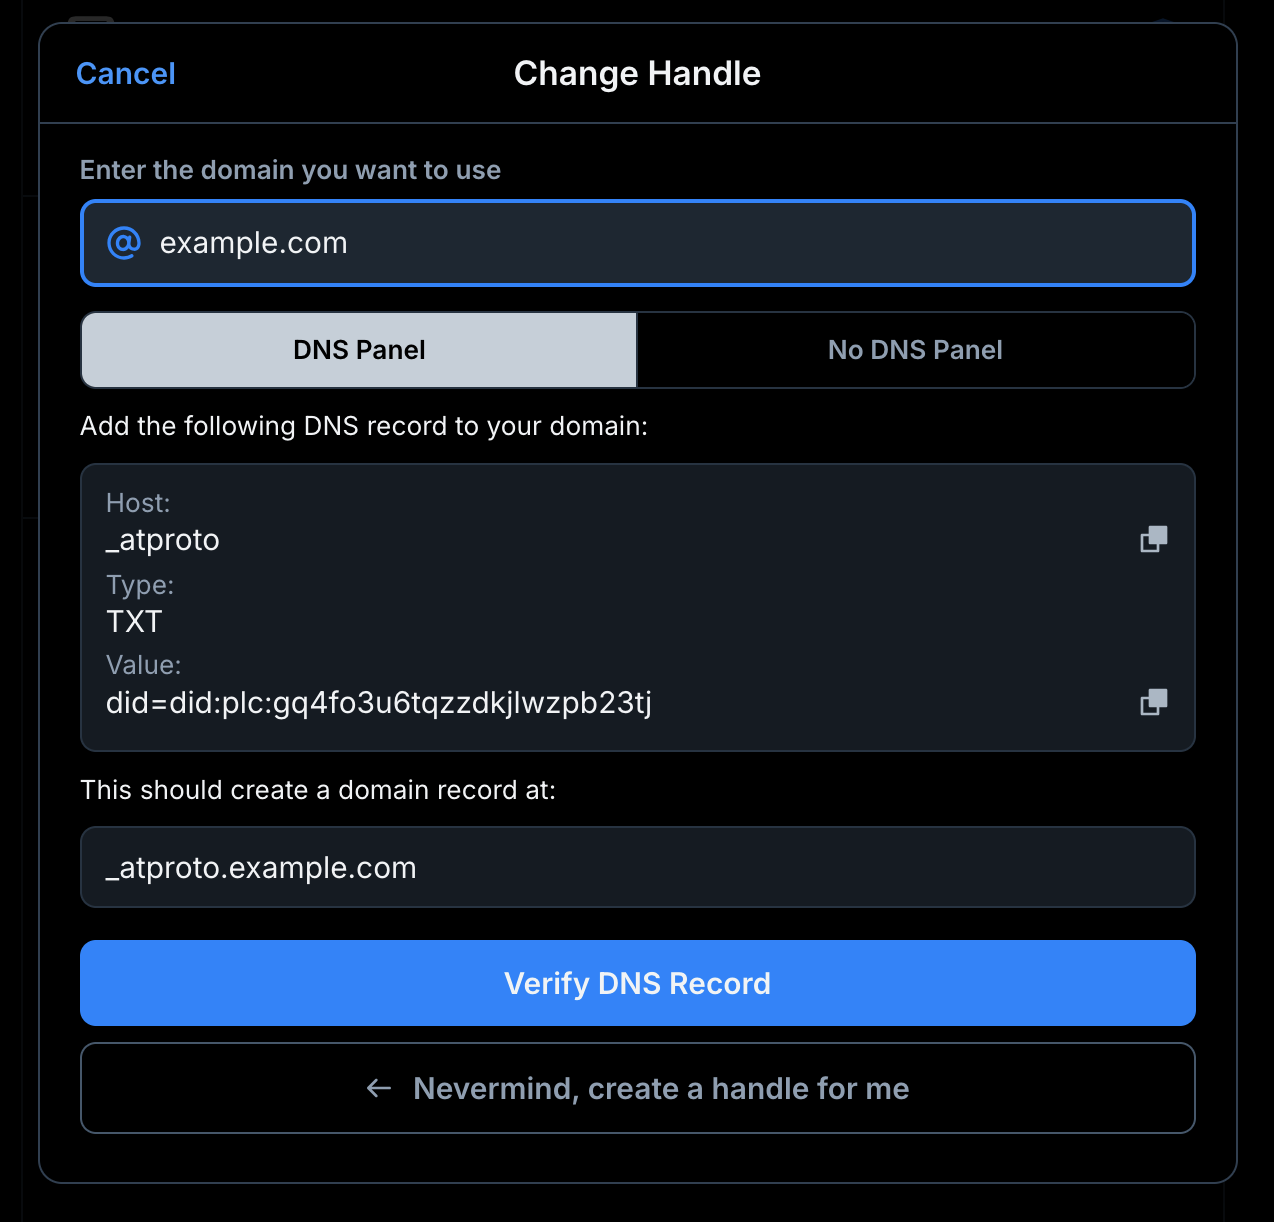 Cancel
Change Handle
Enter the domain you want to use
@ example.com
DNS Panel
No DNS Panel
Add the following DNS record to your domain:
Host:
_atproto
Type:
TXT
Value:
did=did:plc:gq4fo3u6tqzzdkjlwzpb23tj
This should create a domain record at:
_atproto.example.com
Verify DNS Record
← Nevermind, create a handle for me